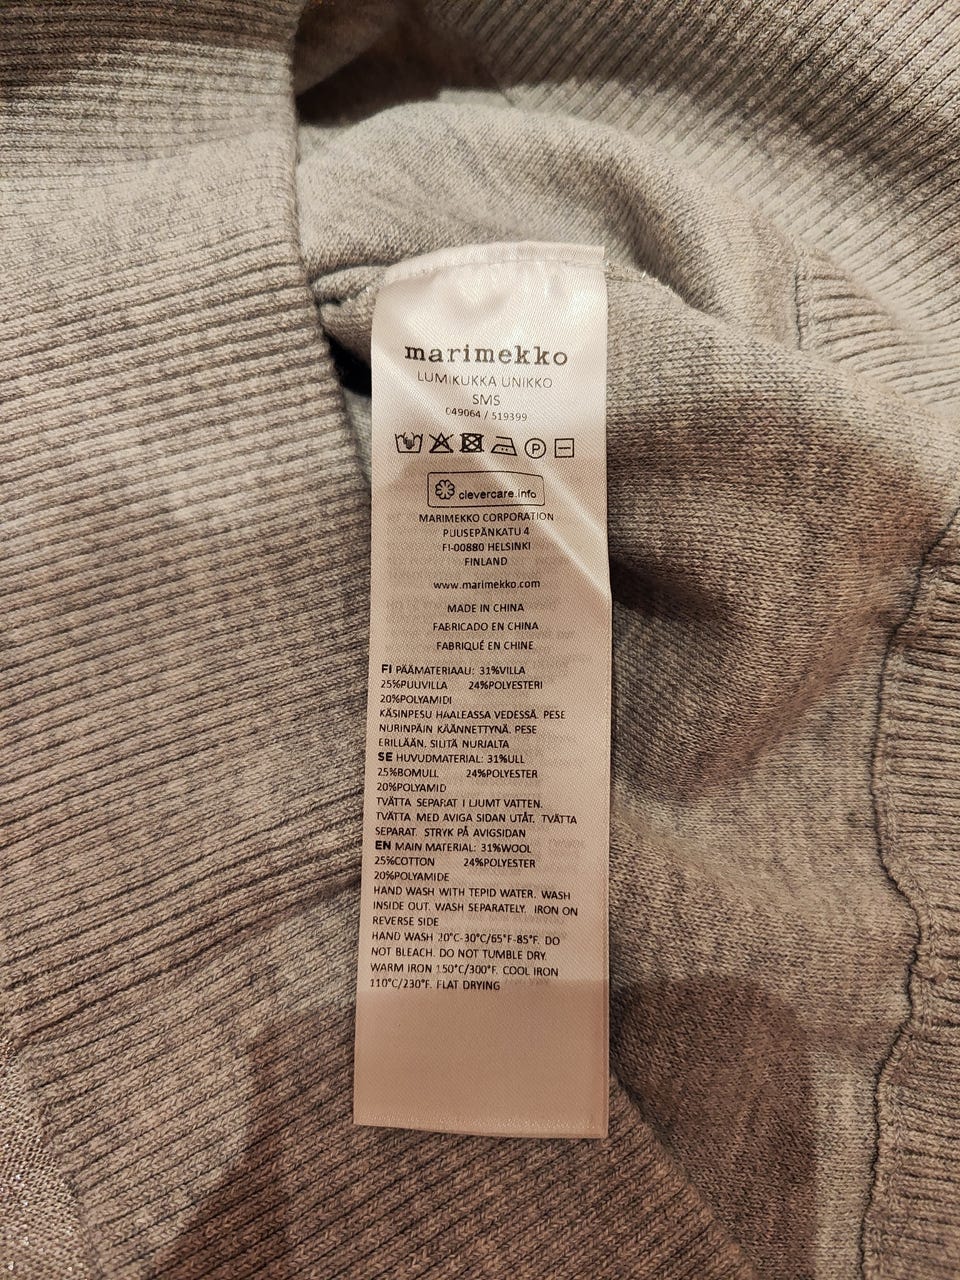 marimekko
LUMIKUKKA UNIKKO
SMS
049064 / 519399
P
clevercare.info
MARIMEKKO CORPORATION
PUUSEPÄNKATU 4
FI-00880 HELSINKI
FINLAND
www.marimekko.com
MADE IN CHINA
FABRICADO EN CHINA
FABRIQUÉ EN CHINE
FI PÄÄMATERIAALI: 31%VILLA
25%PUUVILLA 24%POLYESTERI
20%POLYAMIDI
KÄSINPESU HAALEASSA VEDESSÄ. PESE
NURINPÄIN KÄÄNNETTYNÄ. PESE
ERILLÄÄN. SILITÄ NURJALTA
SE HUVUDMATERIAL: 31%ULL
25%BOMULL 24%POLYESTER
20%POLYAMID
TVÄTTA SEPARAT I LJUMT VATTEN.
TVÄTTA MED AVIGA SIDAN UTÅT. TVÄTTA
SEPARAT. STRYK PÅ AVIGSIDAN
EN MAIN MATERIAL: 31%WOOL
25%COTTON 24%POLYESTER
20%POLYAMIDE
HAND WASH WITH TEPID WATER. WASH
INSIDE OUT. WASH SEPARATELY. IRON ON
REVERSE SIDE
HAND WASH 20°C-30°C/65°F-85°F. DO
NOT BLEACH. DO NOT TUMBLE DRY.
WARM IRON 150°C/300°F. COOL IRON
110°C/230°F. FLAT DRYING